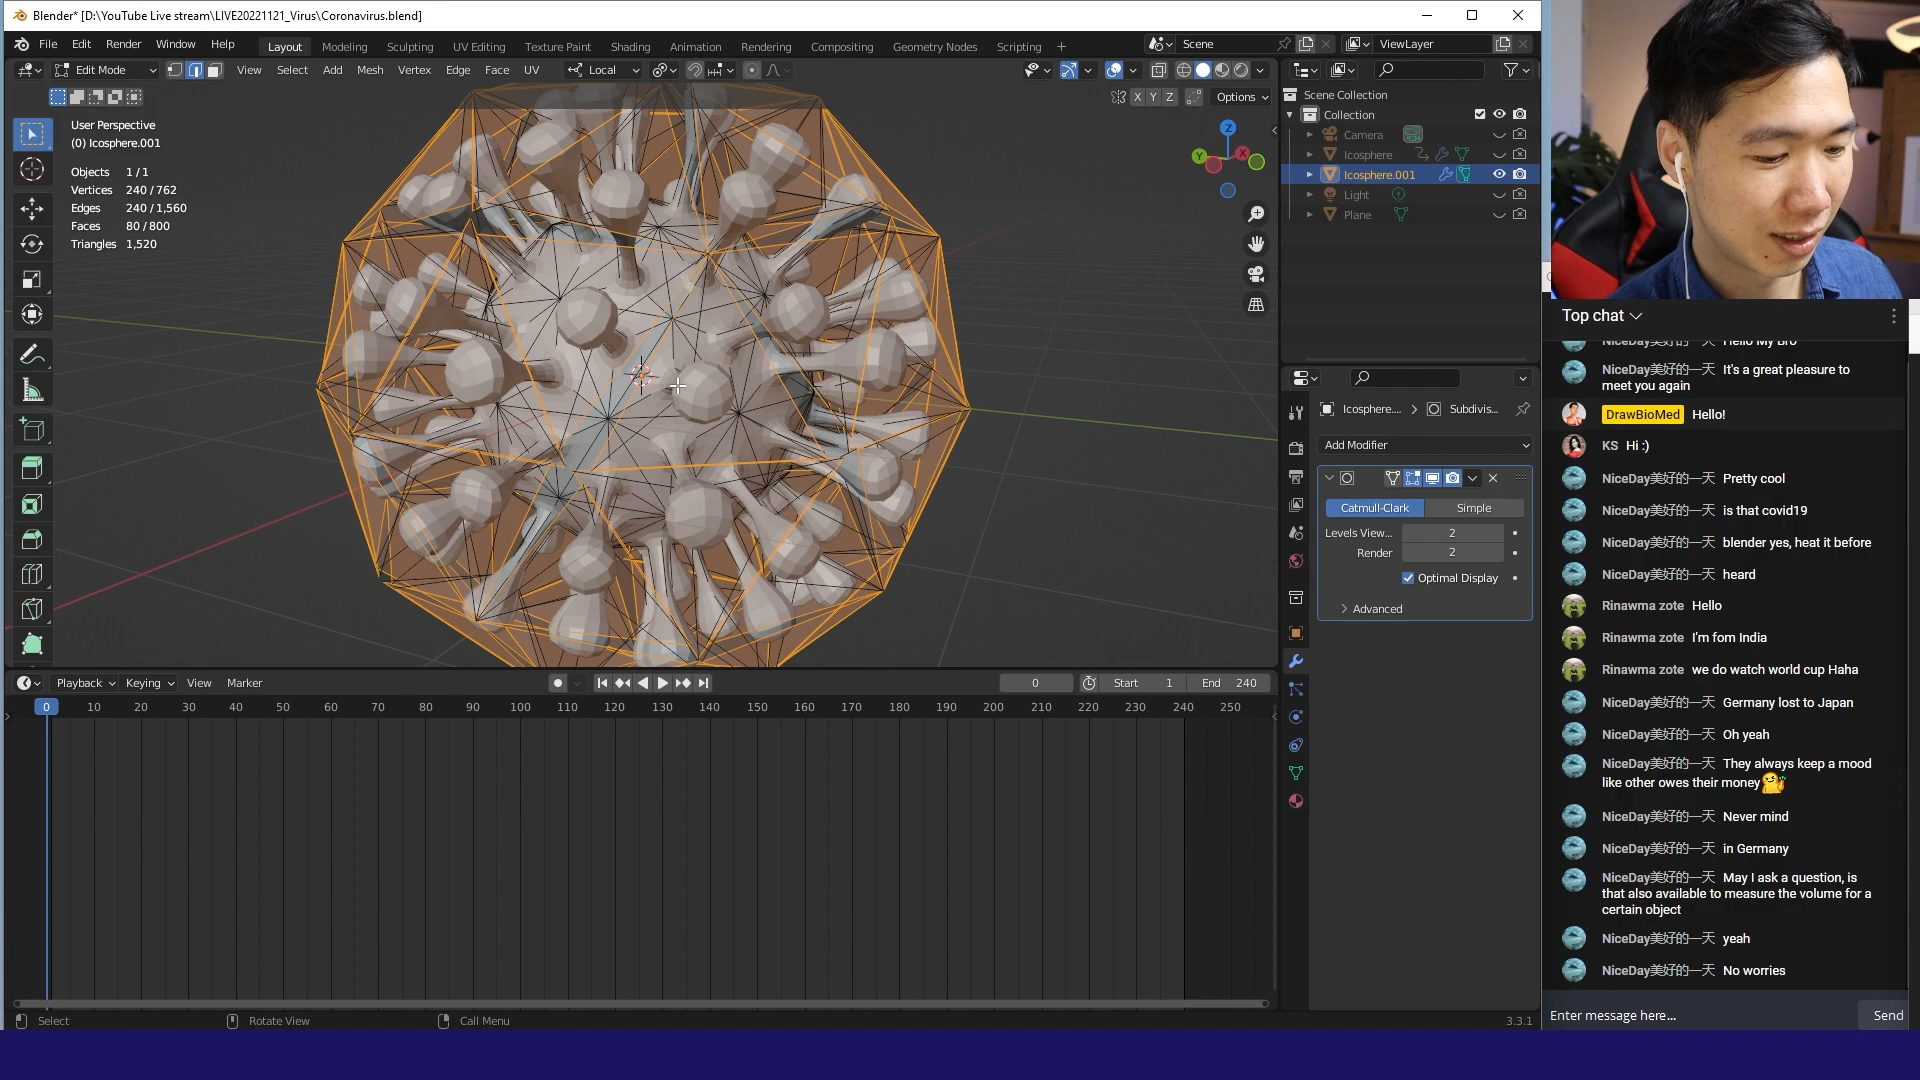 Blender* [D:\YouTube Live stream\LIVE20221121_Virus\Coronavirus.blend]
File Edit Render Window Help Layout Modeling Sculpting UV Editing Texture Paint Shading Animation Rendering Compositing Geometry Nodes Scripting + Scene ViewLayer
Edit Mode View Select Add Mesh Vertex Edge Face UV Local
X Y Z Options
User Perspective
(0) Icosphere.001
Objects 1 / 1
Vertices 240 / 762
Edges 240 / 1,560
Faces 80 / 800
Triangles 1,520
Z
Y X
Scene Collection
Collection
Camera
Icosphere
Icosphere.001
Light
Plane
Icosphere.... > Subdivis...
Add Modifier
Catmull-Clark Simple
Levels View... 2
Render 2
Optimal Display
Advanced
Playback Keying View Marker 0 Start 1 End 240
0 10 20 30 40 50 60 70 80 90 100 110 120 130 140 150 160 170 180 190 200 210 220 230 240 250
Select Rotate View Call Menu 3.3.1
Top chat
NiceDay美好的一天 Hello My Bro
NiceDay美好的一天 It's a great pleasure to
meet you again
DrawBioMed Hello!
KS Hi :)
NiceDay美好的一天 Pretty cool
NiceDay美好的一天 is that covid19
NiceDay美好的一天 blender yes, heat it before
NiceDay美好的一天 heard
Rinawma zote Hello
Rinawma zote I'm fom India
Rinawma zote we do watch world cup Haha
NiceDay美好的一天 Germany lost to Japan
NiceDay美好的一天 Oh yeah
NiceDay美好的一天 They always keep a mood
like other owes their money
NiceDay美好的一天 Never mind
NiceDay美好的一天 in Germany
NiceDay美好的一天 May I ask a question, is
that also available to measure the volume for a
certain object
NiceDay美好的一天 yeah
NiceDay美好的一天 No worries
Enter message here... Send